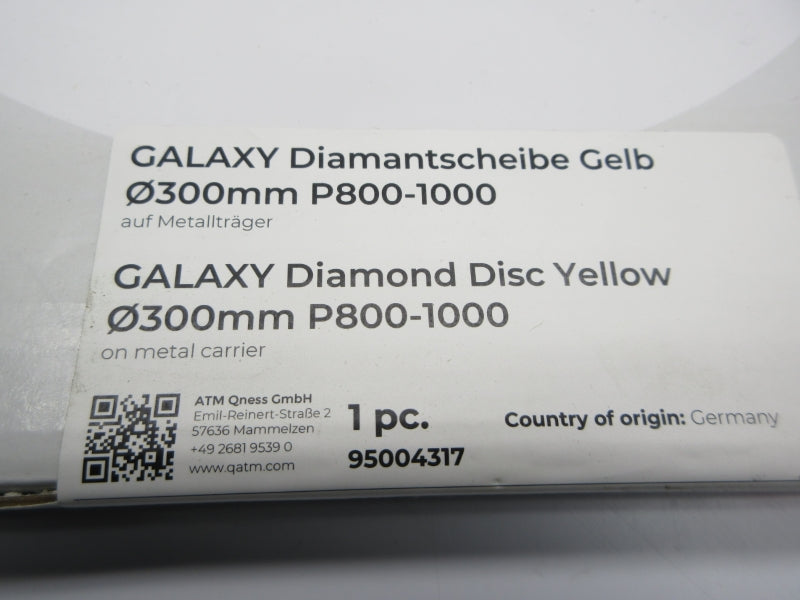 GALAXY Diamantscheibe Gelb
Ø300mm P800-1000
auf Metallträger
GALAXY Diamond Disc Yellow
Ø300mm P800-1000
on metal carrier
ATM Qness GmbH
Emil-Reinert-Straße 2
57636 Mammelzen
+49 2681 9539 0
www.qatm.com
1 pc.
95004317
Country of origin: Germany